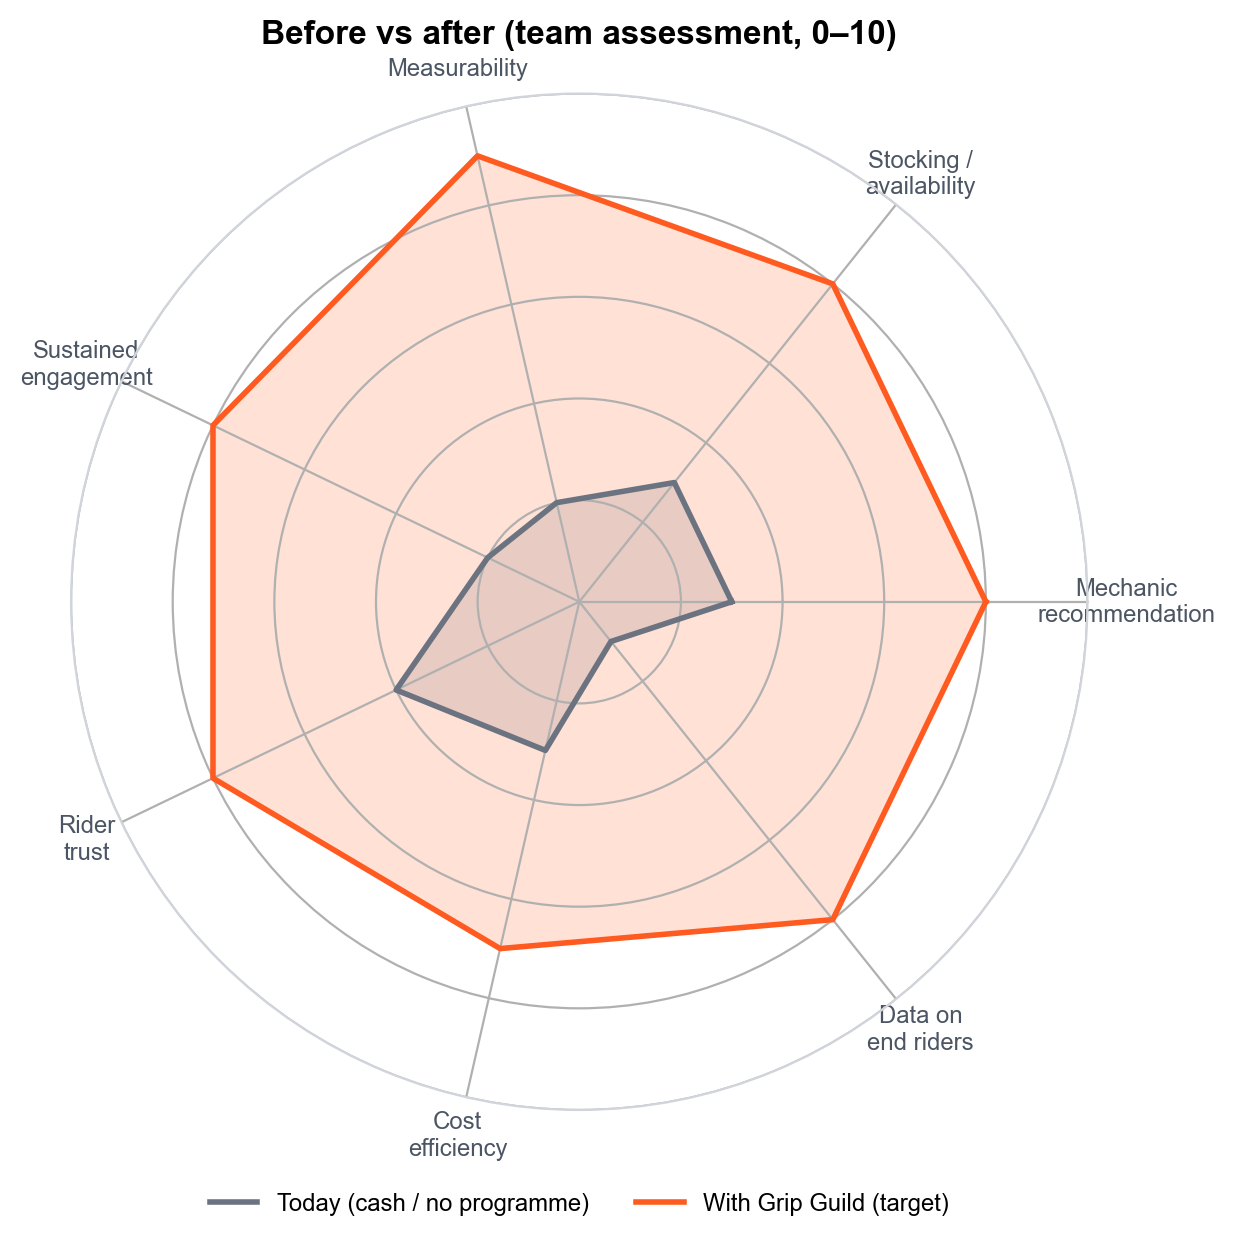 Before vs after (team assessment, 0–10)
Measurability
Stocking /
availability
Sustained
engagement
Mechanic
recommendation
Rider
trust
Data on
end riders
Cost
efficiency
Today (cash / no programme)
With Grip Guild (target)